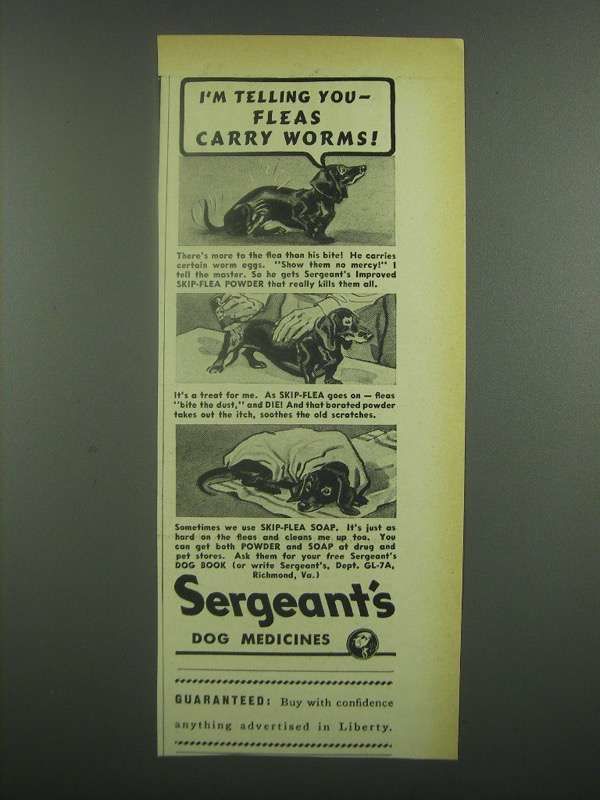 I'M TELLING YOU—
FLEAS
CARRY WORMS!
There's more to the flea than his bite! He carries
certain worm eggs. "Show them no mercy!" I
tell the master. So he gets Sergeant's Improved
SKIP-FLEA POWDER that really kills them all.
It's a treat for me. As SKIP-FLEA goes on — fleas
"bite the dust," and DIE! And that borated powder
takes out the itch, soothes the old scratches.
Sometimes we use SKIP-FLEA SOAP. It's just as
hard on the fleas and cleans me up too. You
can get both POWDER and SOAP at drug and
pet stores. Ask them for your free Sergeant's
DOG BOOK (or write Sergeant's, Dept. GL-7A,
Richmond, Va.)
Sergeant's
DOG MEDICINES
GUARANTEED: Buy with confidence
anything advertised in Liberty.